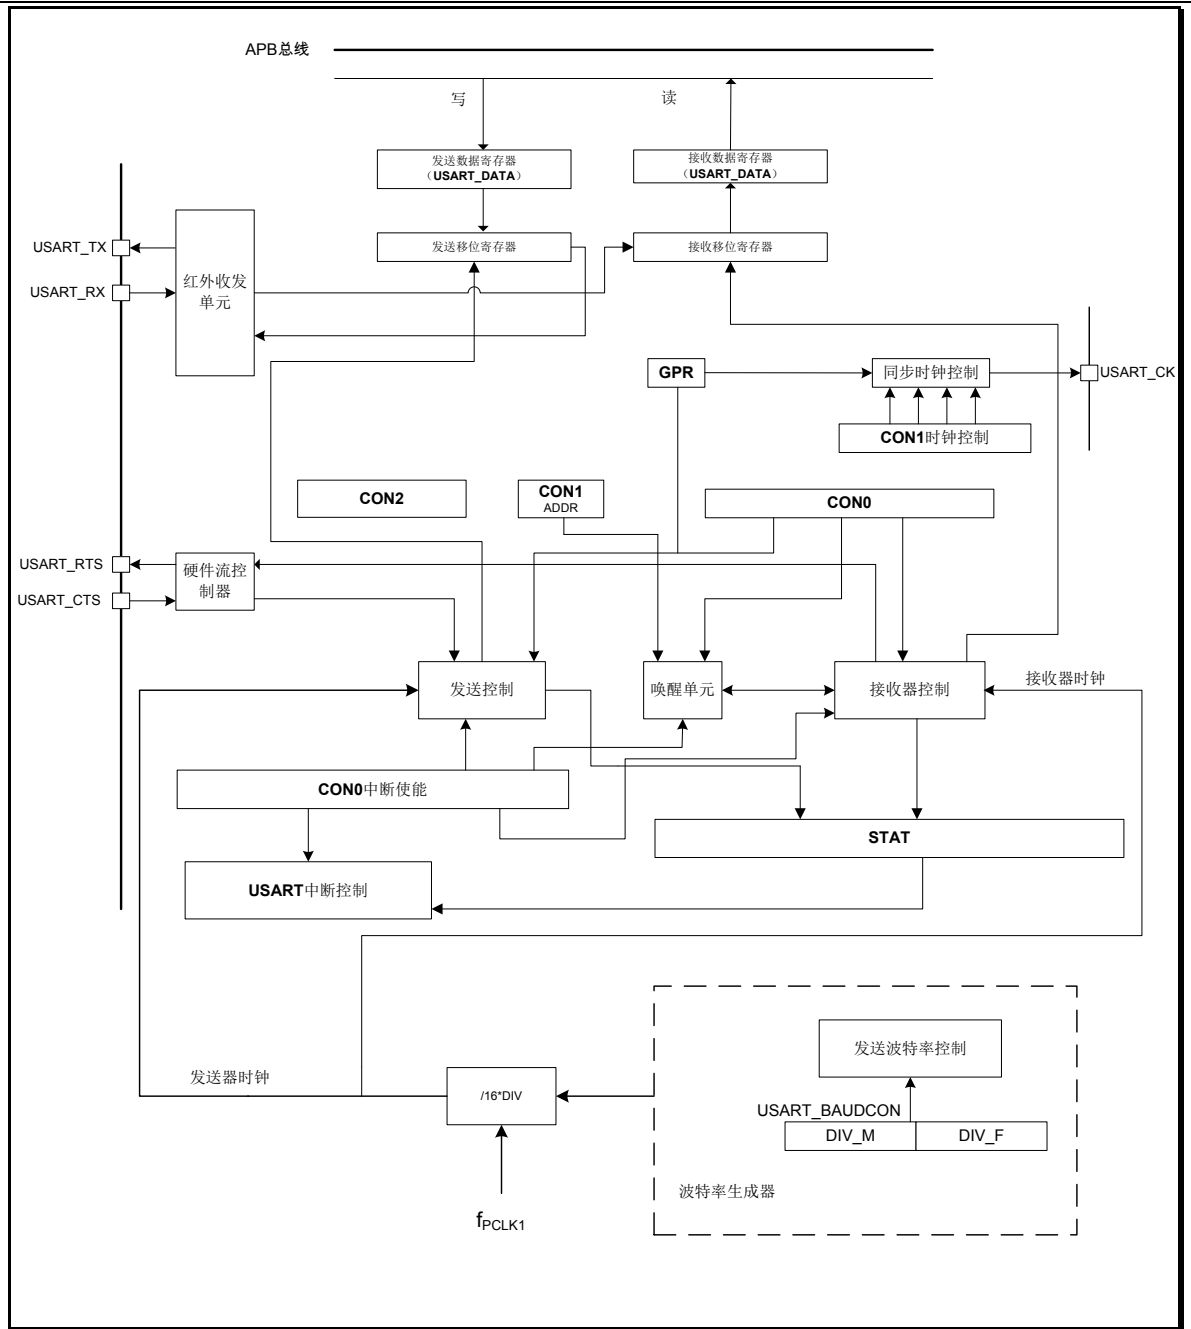 APB总线
写
读
发送数据寄存器
（USART_DATA）
接收数据寄存器
（USART_DATA）
USART_TX
发送移位寄存器
接收移位寄存器
USART_RX
红外收发
单元
GPR
同步时钟控制
USART_CK
CON1时钟控制
CON2
CON1
ADDR
CON0
USART_RTS
硬件流控
制器
USART_CTS
发送控制
唤醒单元
接收器控制
接收器时钟
CON0中断使能
STAT
USART中断控制
发送波特率控制
发送器时钟
/16*DIV
USART_BAUDCON
DIV_M
DIV_F
波特率生成器
fPCLK1